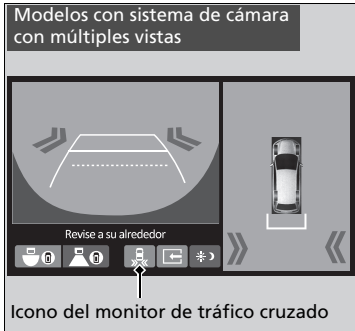 Modelos con sistema de cámara
con múltiples vistas
Revise a su alrededor
Icono del monitor de tráfico cruzado